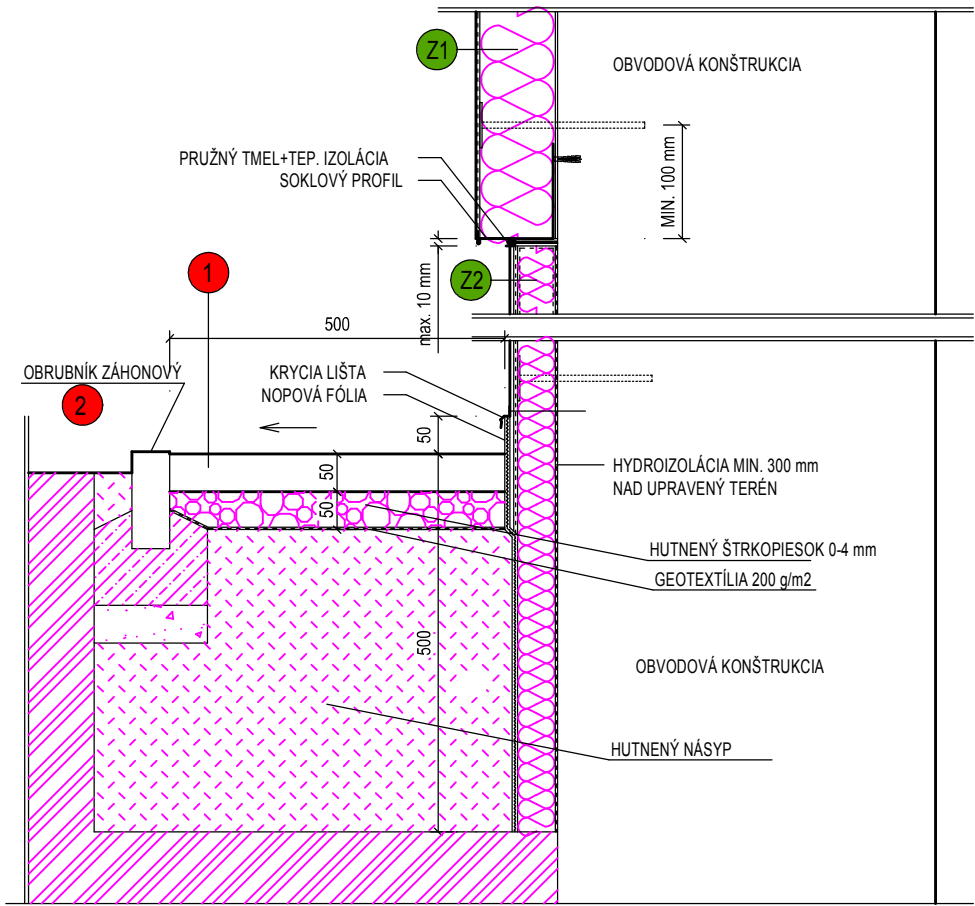 Z1
OBVODOVÁ KONŠTRUKCIA
PRUŽNÝ TMEL+TEP. IZOLÁCIA
SOKLOVÝ PROFIL
MIN. 100 mm
1
Z2
max. 10 mm
500
OBRUBNÍK ZÁHONOVÝ
2
KRYCIA LIŠTA
NOPOVÁ FÓLIA
50
50
50
HYDROIZOLÁCIA MIN. 300 mm
NAD UPRAVENÝ TERÉN
HUTNENÝ ŠTRKOPIESOK 0-4 mm
GEOTEXTÍLIA 200 g/m2
500
OBVODOVÁ KONŠTRUKCIA
HUTNENÝ NÁSYP